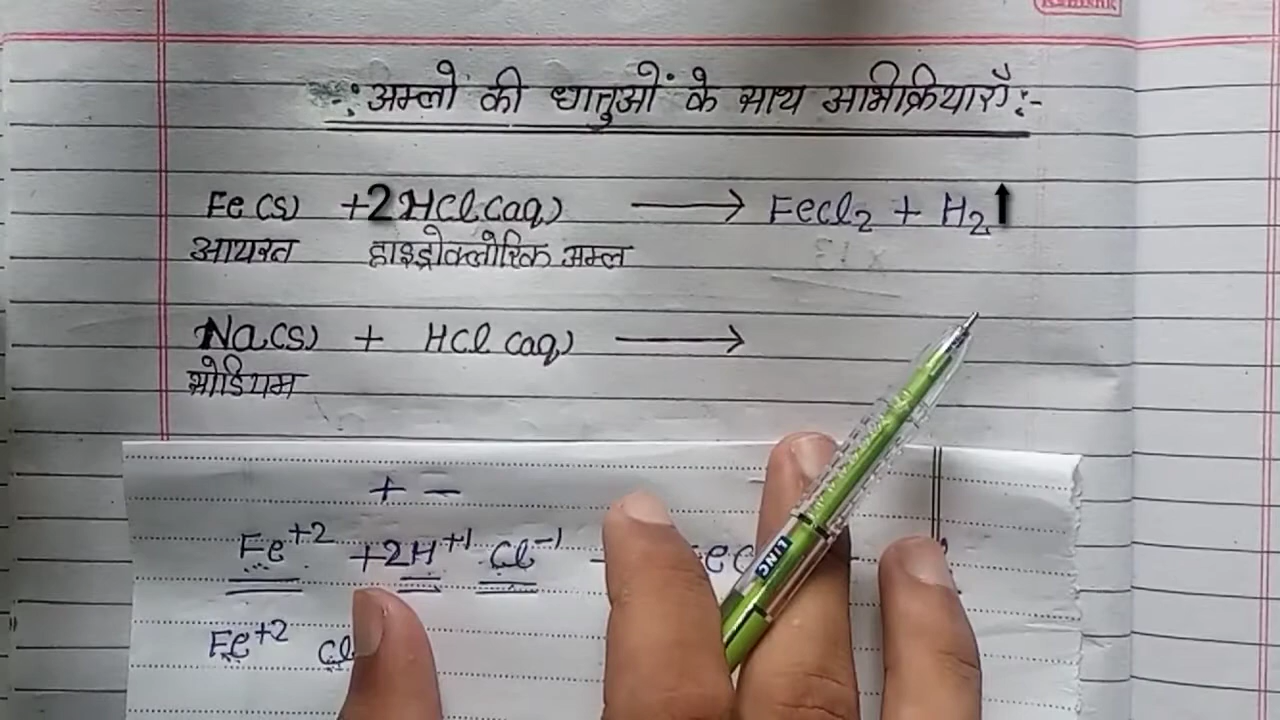 -: अम्लो की धातुओं के साथ अभिक्रियाएँ :-
Fe(s) + 2HCl(aq) ⟶ FeCl₂ + H₂↑
आयरन हाइड्रोक्लोरिक अम्ल
Na(s) + HCl(aq) ⟶
सोडियम
+ −
Fe⁺² + 2H⁺¹ Cl⁻¹
Fe⁺² Cl
LINC